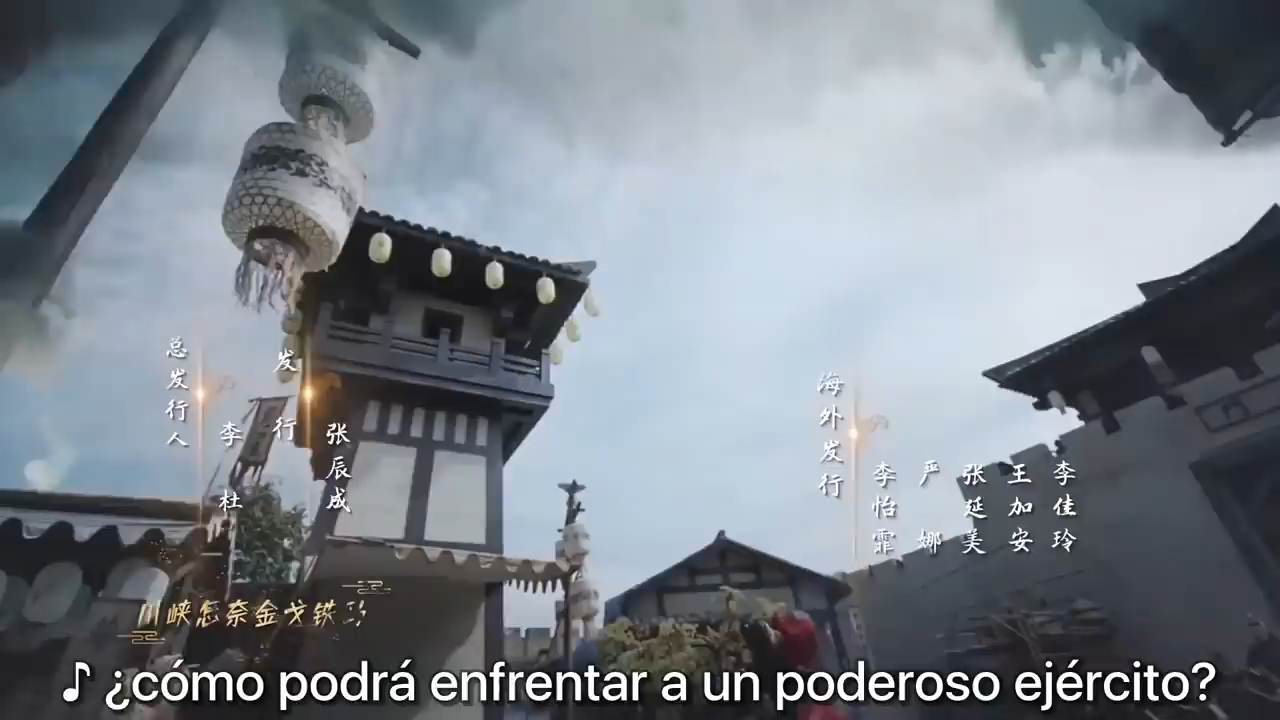 总发行人
李杜
发行
张辰成
海外发行
李怡霏
严娜
张延美
王加安
李佳玲
川峡怎奈金戈铁
♪ ¿cómo podrá enfrentar a un poderoso ejército?